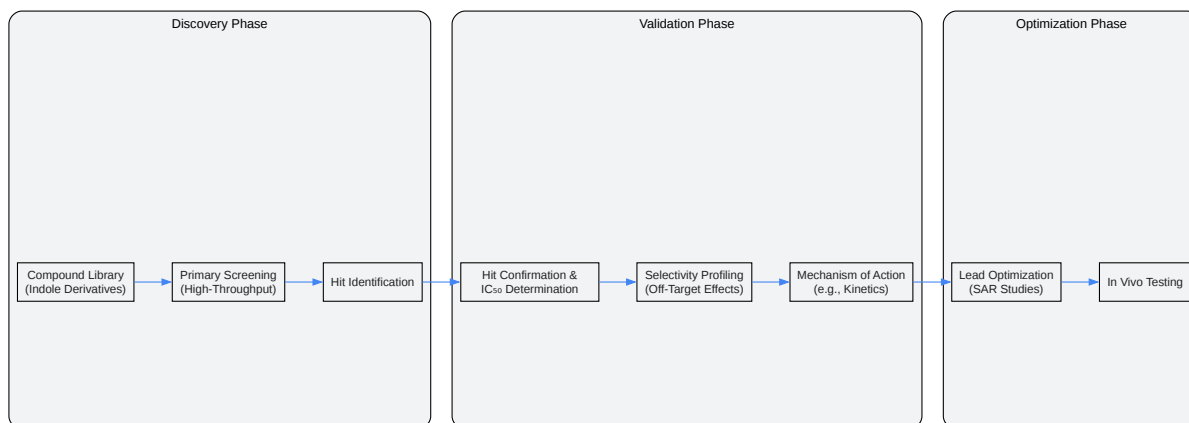 Discovery Phase
Compound Library
(Indole Derivatives)
Primary Screening
(High-Throughput)
Hit Identification
Validation Phase
Hit Confirmation &
IC₅₀ Determination
Selectivity Profiling
(Off-Target Effects)
Mechanism of Action
(e.g., Kinetics)
Optimization Phase
Lead Optimization
(SAR Studies)
In Vivo Testing